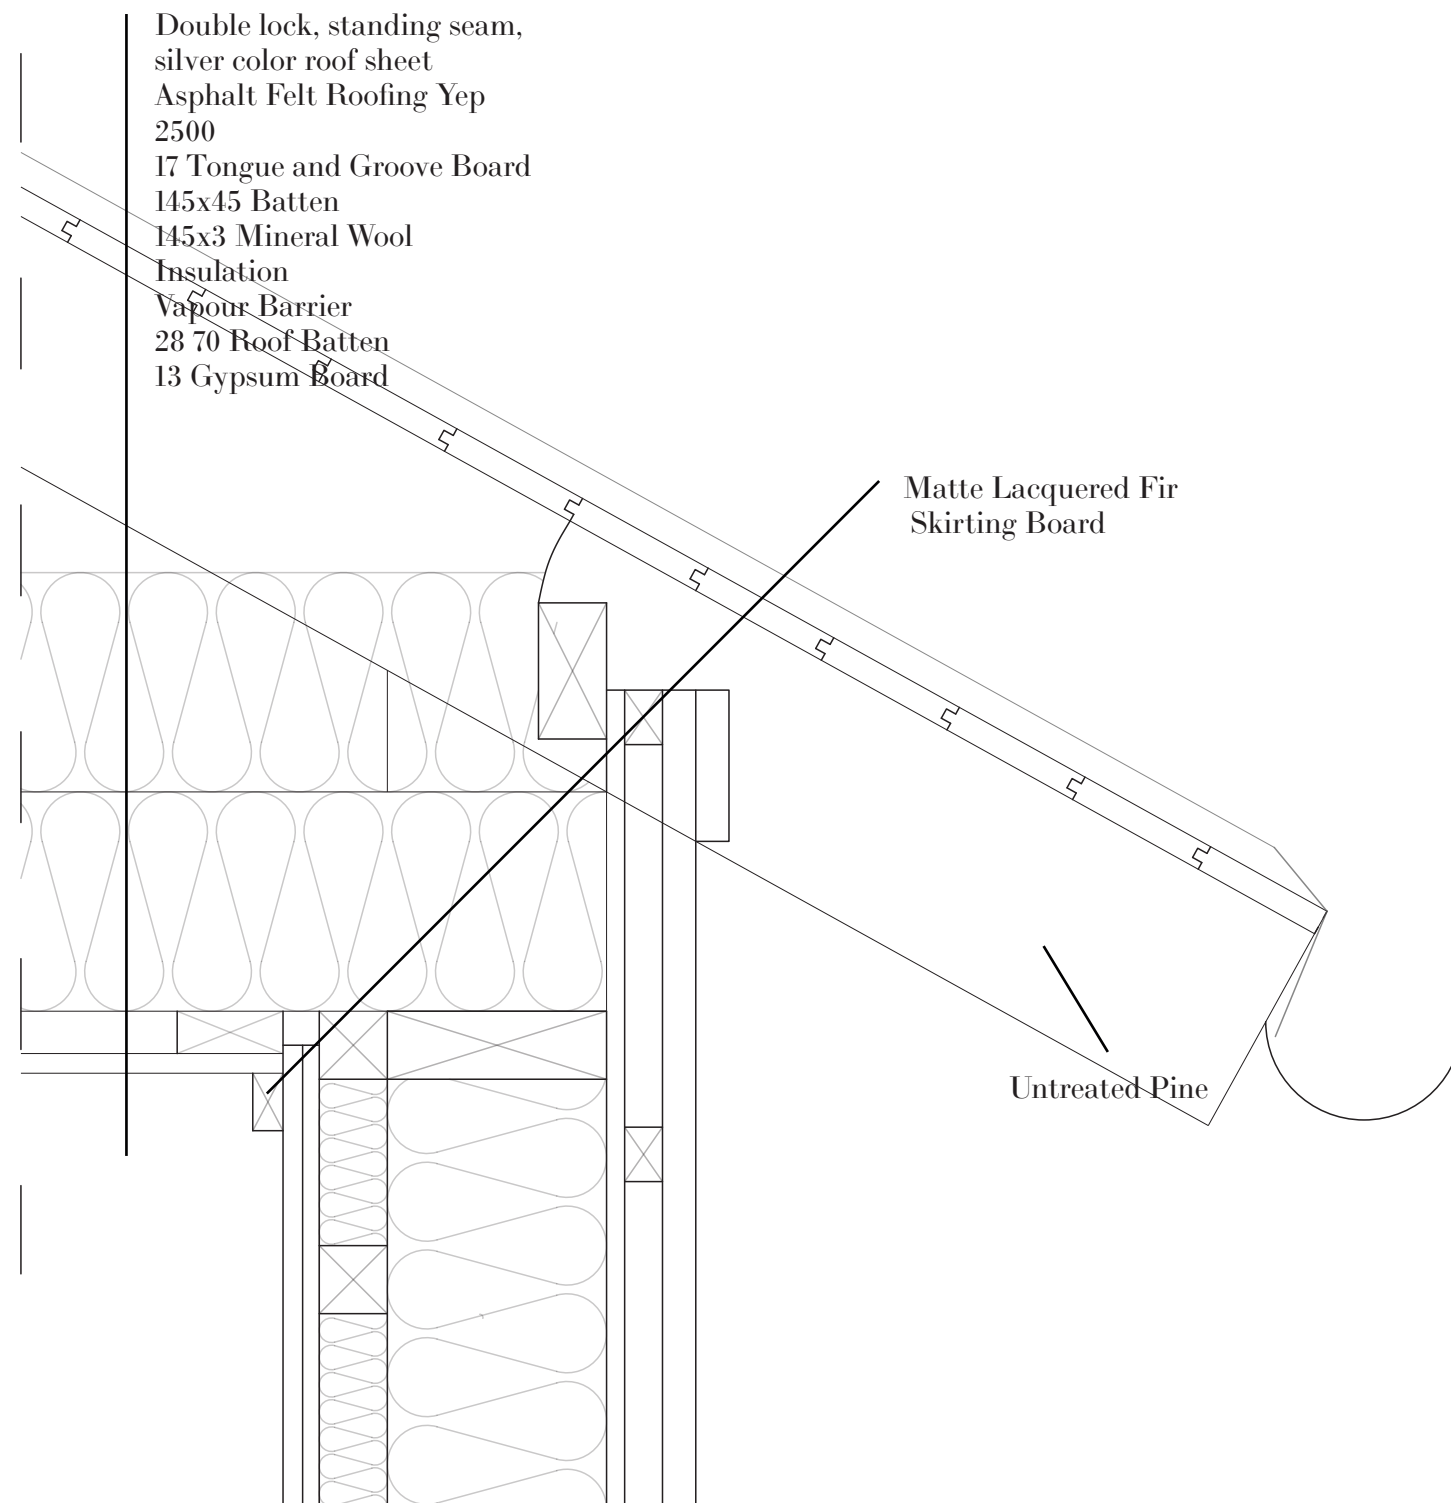 Double lock, standing seam,
silver color roof sheet
Asphalt Felt Roofing Yep
2500
17 Tongue and Groove Board
145x45 Batten
145x3 Mineral Wool
Insulation
Vapour Barrier
28 70 Roof Batten
13 Gypsum Board
Matte Lacquered Fir
Skirting Board
Untreated Pine